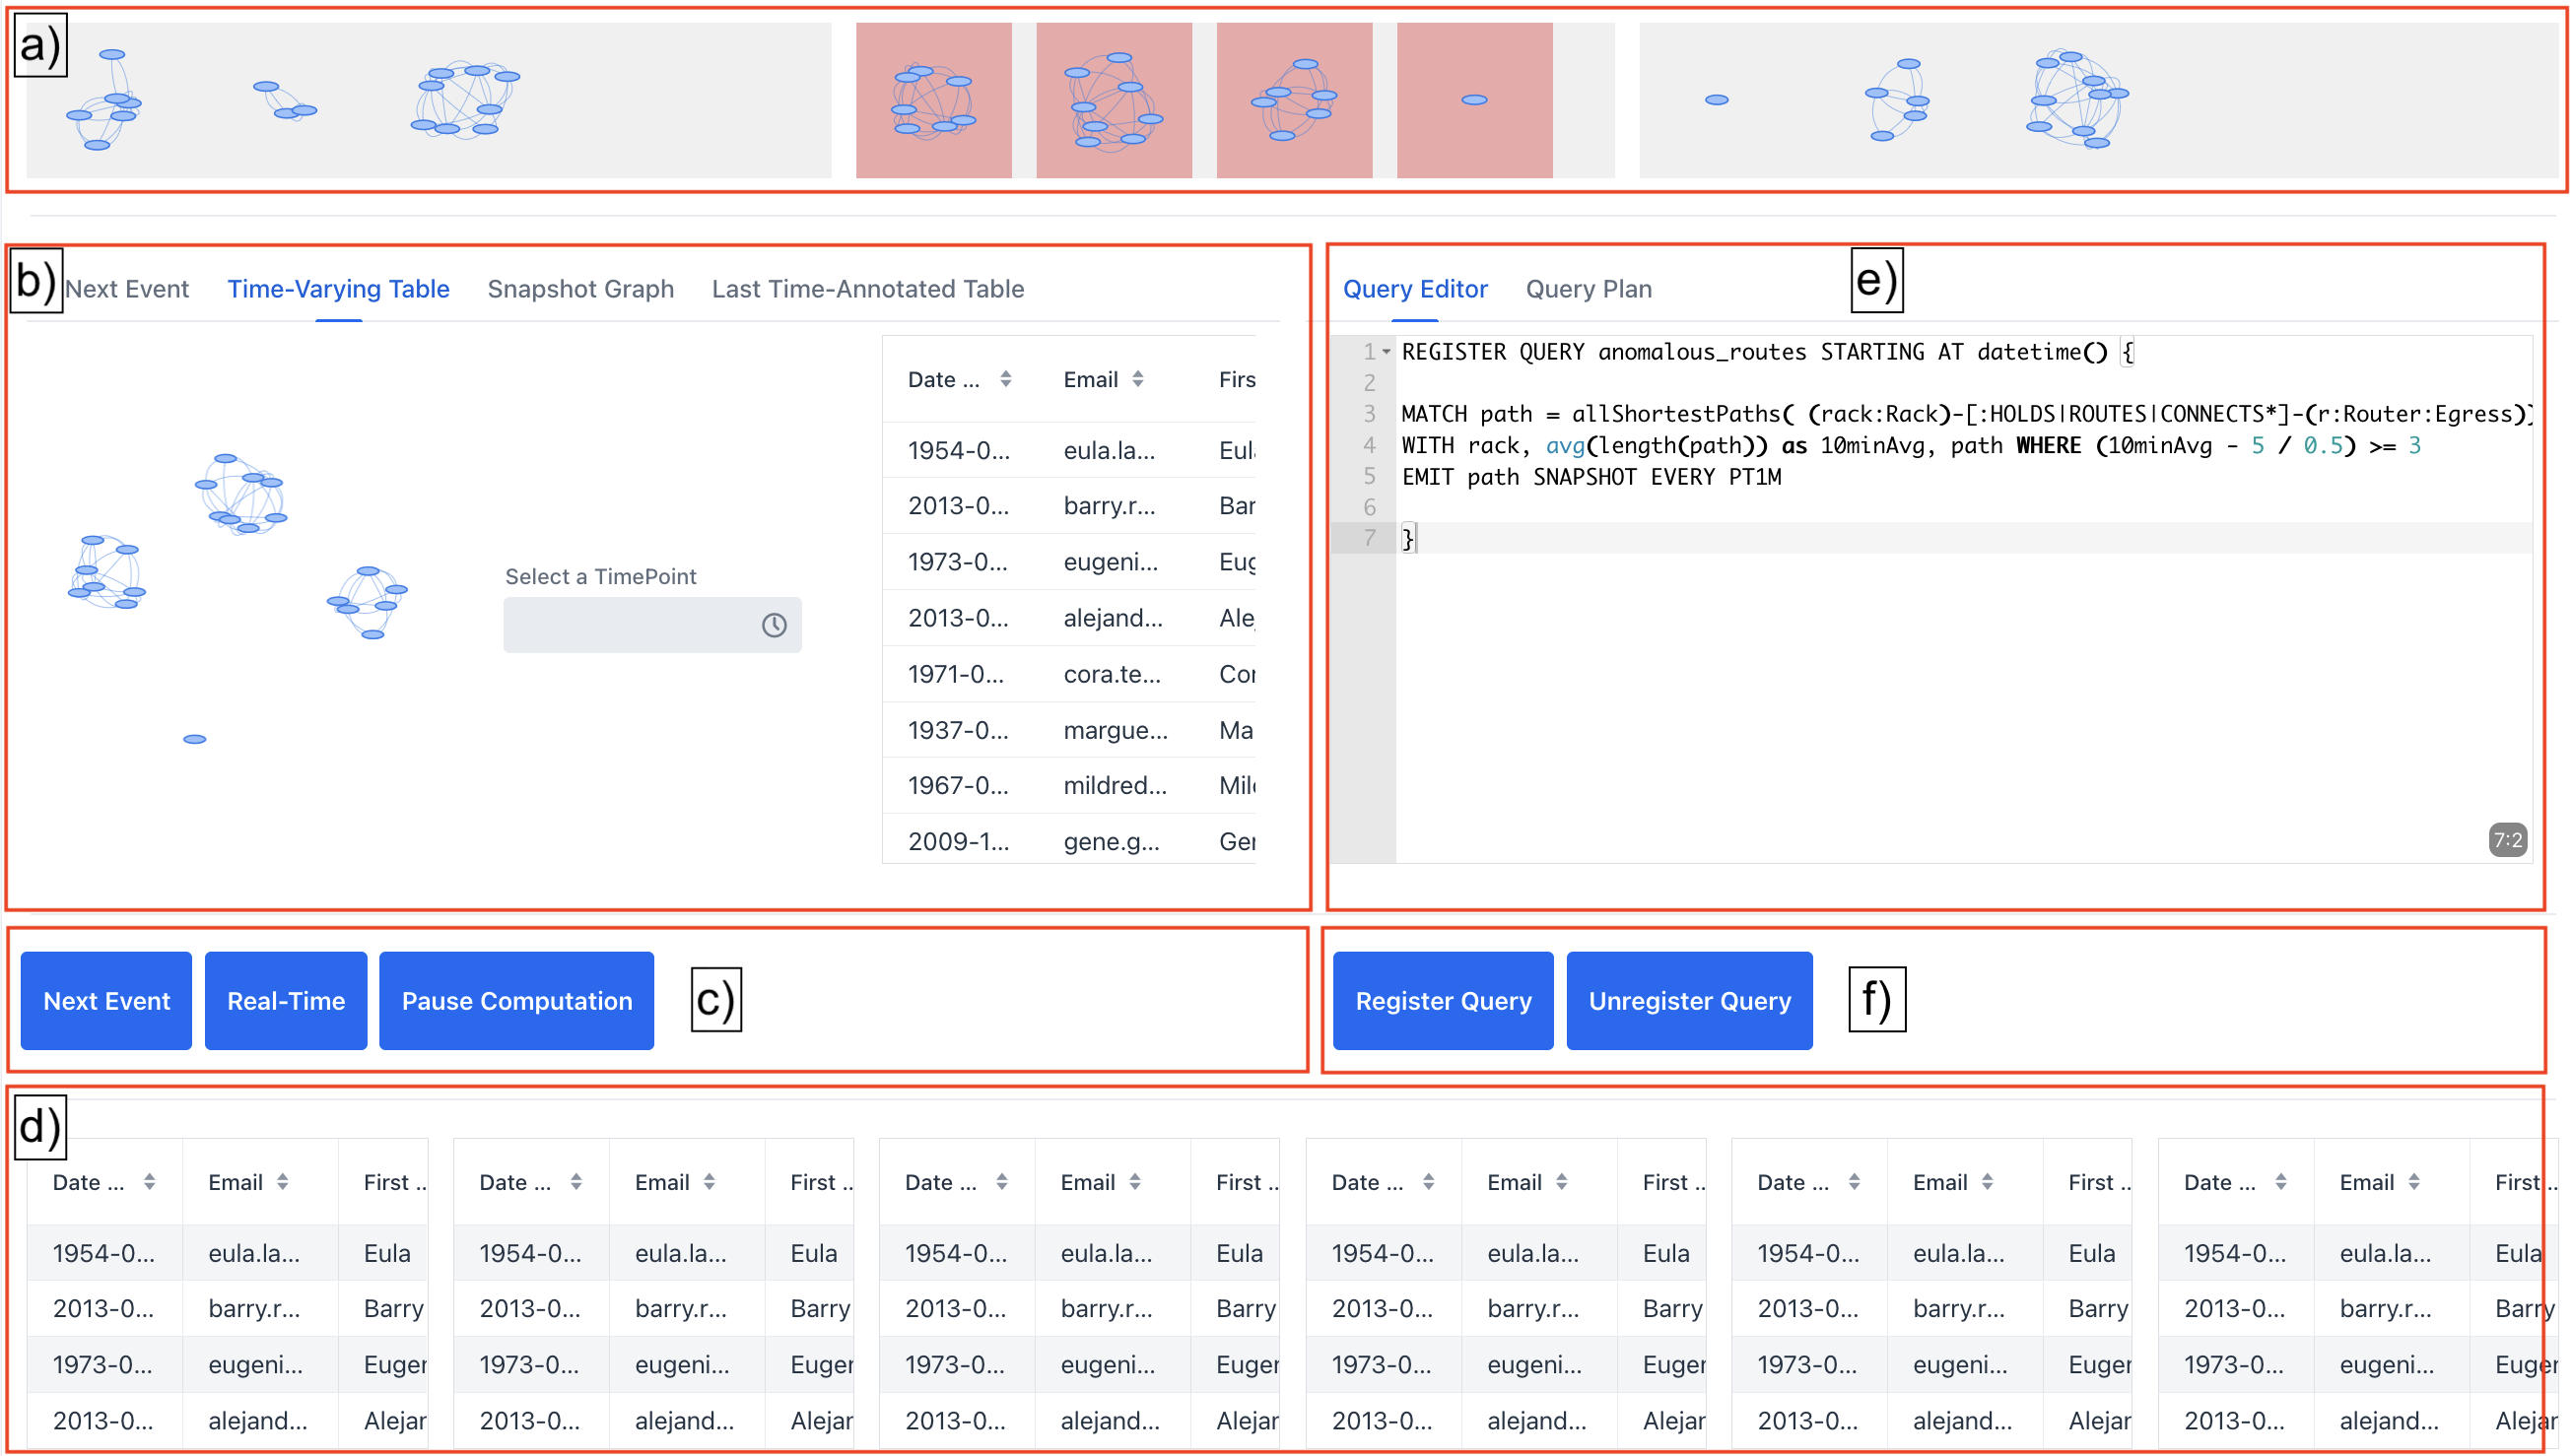 a)
b)
Next Event Time-Varying Table Snapshot Graph Last Time-Annotated Table
Select a TimePoint
Date ... Email Firs
1954-0... eula.la... Eul
2013-0... barry.r... Bar
1973-0... eugeni... Eug
2013-0... alejand... Ale
1971-0... cora.te... Cor
1937-0... margue... Ma
1967-0... mildred... Mil
2009-1... gene.g... Ger
e)
Query Editor Query Plan
1 REGISTER QUERY anomalous_routes STARTING AT datetime() {
2
3 MATCH path = allShortestPaths( (rack:Rack)-[:HOLDS|ROUTES|CONNECTS*]-(r:Router:Egress))
4 WITH rack, avg(length(path)) as 10minAvg, path WHERE (10minAvg - 5 / 0.5) >= 3
5 EMIT path SNAPSHOT EVERY PT1M
6
7 }
7:2
Next Event Real-Time Pause Computation c)
Register Query Unregister Query f)
d)
Date ... Email First .. Date ... Email First .. Date ... Email First .. Date ... Email First .. Date ... Email First .. Date ... Email First ..
1954-0... eula.la... Eula 1954-0... eula.la... Eula 1954-0... eula.la... Eula 1954-0... eula.la... Eula 1954-0... eula.la... Eula 1954-0... eula.la... Eula
2013-0... barry.r... Barry 2013-0... barry.r... Barry 2013-0... barry.r... Barry 2013-0... barry.r... Barry 2013-0... barry.r... Barry 2013-0... barry.r... Barry
1973-0... eugeni... Euger 1973-0... eugeni... Euger 1973-0... eugeni... Euger 1973-0... eugeni... Euger 1973-0... eugeni... Euger 1973-0... eugeni... Euger
2013-0... alejand... Alejar 2013-0... alejand... Alejar 2013-0... alejand... Alejar 2013-0... alejand... Alejar 2013-0... alejand... Alejar 2013-0... alejand... Alejar